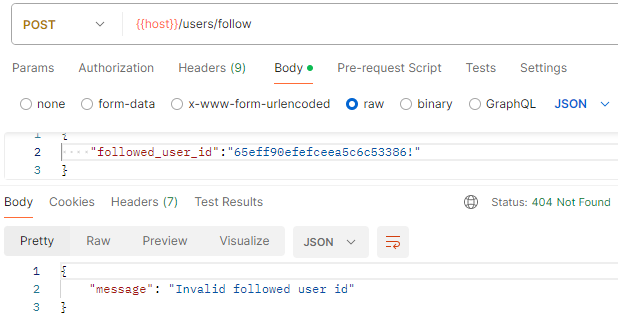 POST {{host}}/users/follow
Params Authorization Headers (9) Body Pre-request Script Tests Settings
none form-data x-www-form-urlencoded raw binary GraphQL JSON
1 {
2 "followed_user_id":"65eff90efefceea5c6c53386!"
3 }
Body Cookies Headers (7) Test Results Status: 404 Not Found
Pretty Raw Preview Visualize JSON
1 {
2 "message": "Invalid followed user id"
3 }